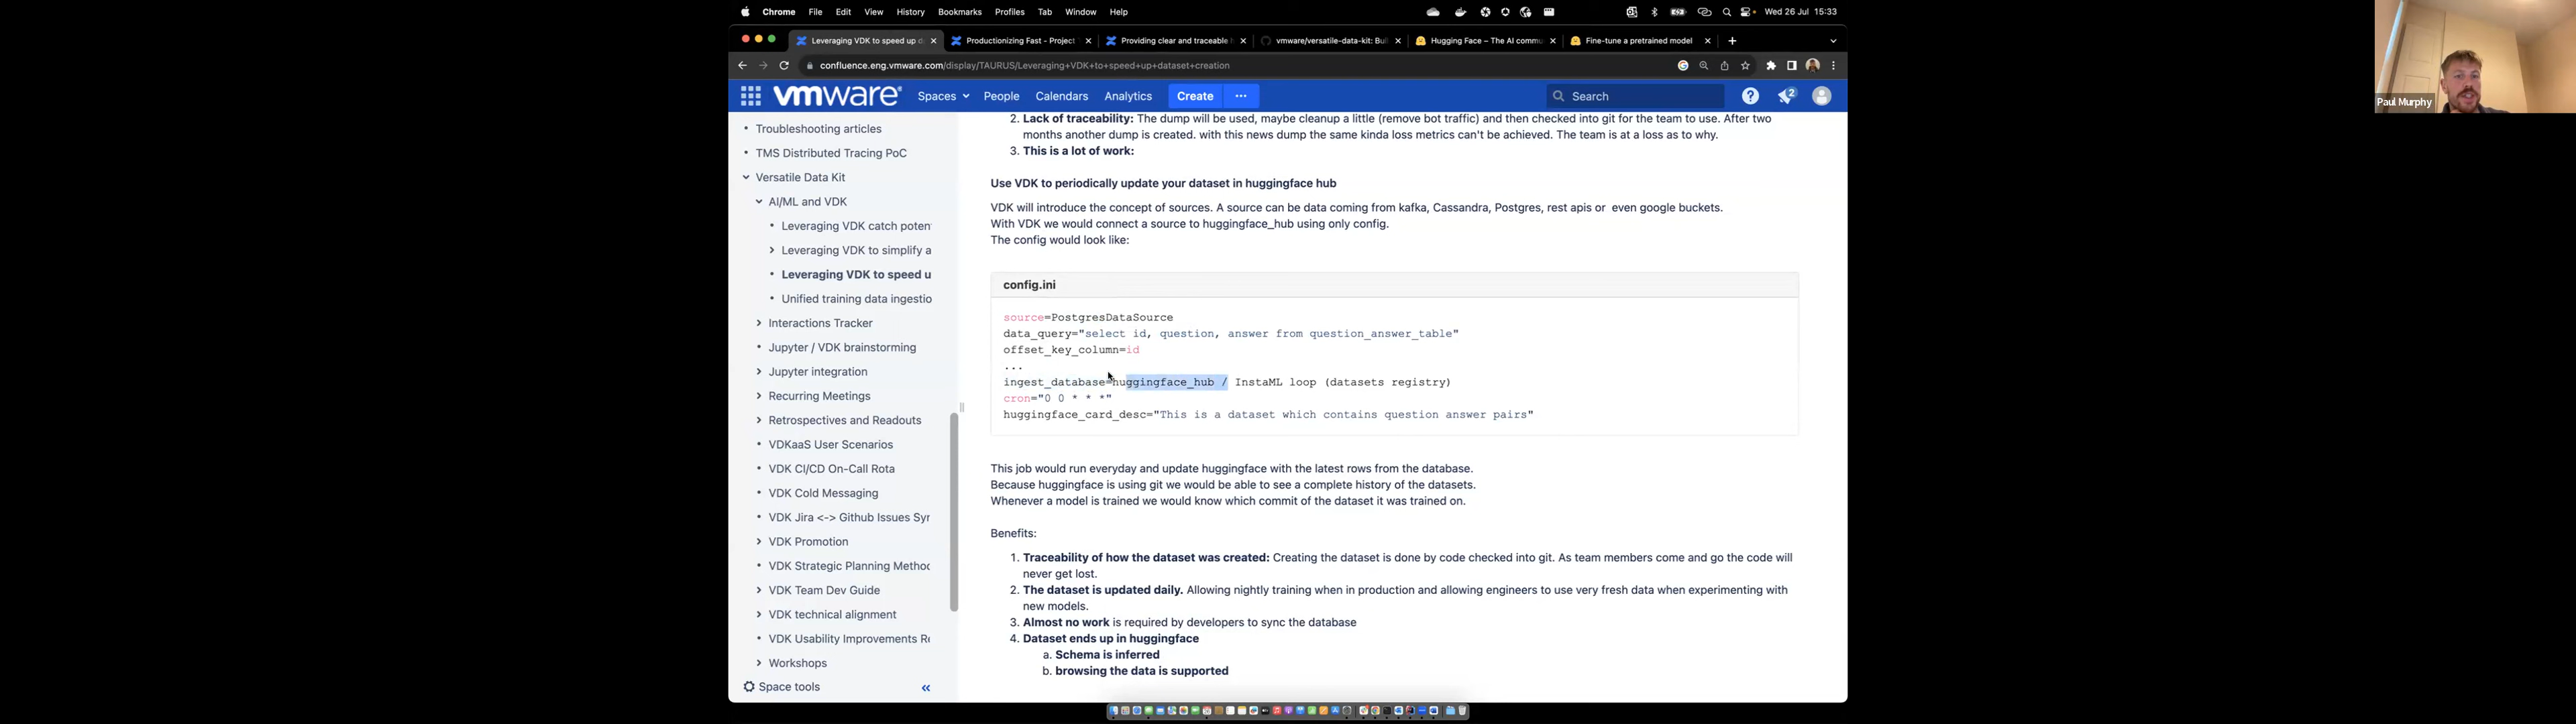 Chrome File Edit View History Bookmarks Profiles Tab Window Help
Wed 26 Jul 15:33
Leveraging VDK to speed up d
Productionizing Fast - Project
Providing clear and traceable
vmware/versatile-data-kit: Bui
Hugging Face – The AI commu
Fine-tune a pretrained model
confluence.eng.vmware.com/display/TAURUS/Leveraging+VDK+to+speed+up+dataset+creation
vmware Spaces People Calendars Analytics Create ... Search ? 2
Troubleshooting articles
TMS Distributed Tracing PoC
Versatile Data Kit
AI/ML and VDK
Leveraging VDK catch poten
Leveraging VDK to simplify a
Leveraging VDK to speed u
Unified training data ingestio
Interactions Tracker
Jupyter / VDK brainstorming
Jupyter integration
Recurring Meetings
Retrospectives and Readouts
VDKaaS User Scenarios
VDK CI/CD On-Call Rota
VDK Cold Messaging
VDK Jira <-> Github Issues Syr
VDK Promotion
VDK Strategic Planning Method
VDK Team Dev Guide
VDK technical alignment
VDK Usability Improvements Re
Workshops
Space tools «
2. Lack of traceability: The dump will be used, maybe cleanup a little (remove bot traffic) and then checked into git for the team to use. After two
months another dump is created. with this news dump the same kinda loss metrics can't be achieved. The team is at a loss as to why.
3. This is a lot of work:
Use VDK to periodically update your dataset in huggingface hub
VDK will introduce the concept of sources. A source can be data coming from kafka, Cassandra, Postgres, rest apis or even google buckets.
With VDK we would connect a source to huggingface_hub using only config.
The config would look like:
config.ini
source=PostgresDataSource
data_query="select id, question, answer from question_answer_table"
offset_key_column=id
...
ingest_database=huggingface_hub / InstaML loop (datasets registry)
cron="0 0 * * *"
huggingface_card_desc="This is a dataset which contains question answer pairs"
This job would run everyday and update huggingface with the latest rows from the database.
Because huggingface is using git we would be able to see a complete history of the datasets.
Whenever a model is trained we would know which commit of the dataset it was trained on.
Benefits:
1. Traceability of how the dataset was created: Creating the dataset is done by code checked into git. As team members come and go the code will
never get lost.
2. The dataset is updated daily. Allowing nightly training when in production and allowing engineers to use very fresh data when experimenting with
new models.
3. Almost no work is required by developers to sync the database
4. Dataset ends up in huggingface
a. Schema is inferred
b. browsing the data is supported
Paul Murphy